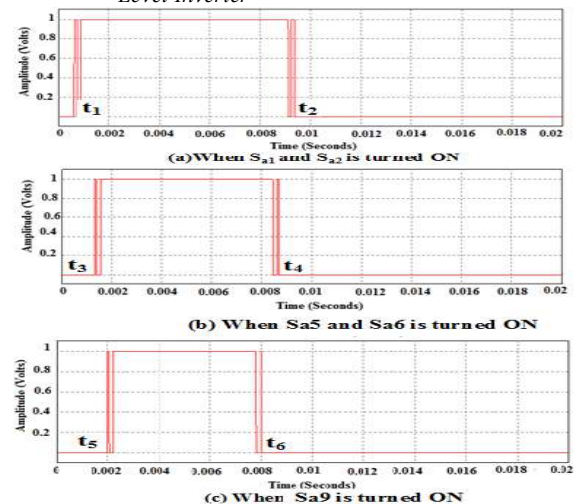 Level Inverter
Amplitude (Volts)
1
0.8
0.6
0.4
0.2
t1
t2
0 0.002 0.004 0.006 0.008 0.01 0.012 0.014 0.016 0.018 0.02
Time (Seconds)
(a)When Sa1 and Sa2 is turned ON
Amplitude (Volts)
1
0.8
0.6
0.4
0.2
t3
t4
0 0.002 0.004 0.006 0.008 0.01 0.012 0.014 0.016 0.018 0.02
Time (Seconds)
(b) When Sa5 and Sa6 is turned ON
Amplitude (Volts)
1
0.8
0.6
0.4
0.2
t5
t6
0.002 0.004 0.006 0.008 0.01 0.012 0.014 0.016 0.018 0.02
Time (Seconds)
(c) When Sa9 is turned ON